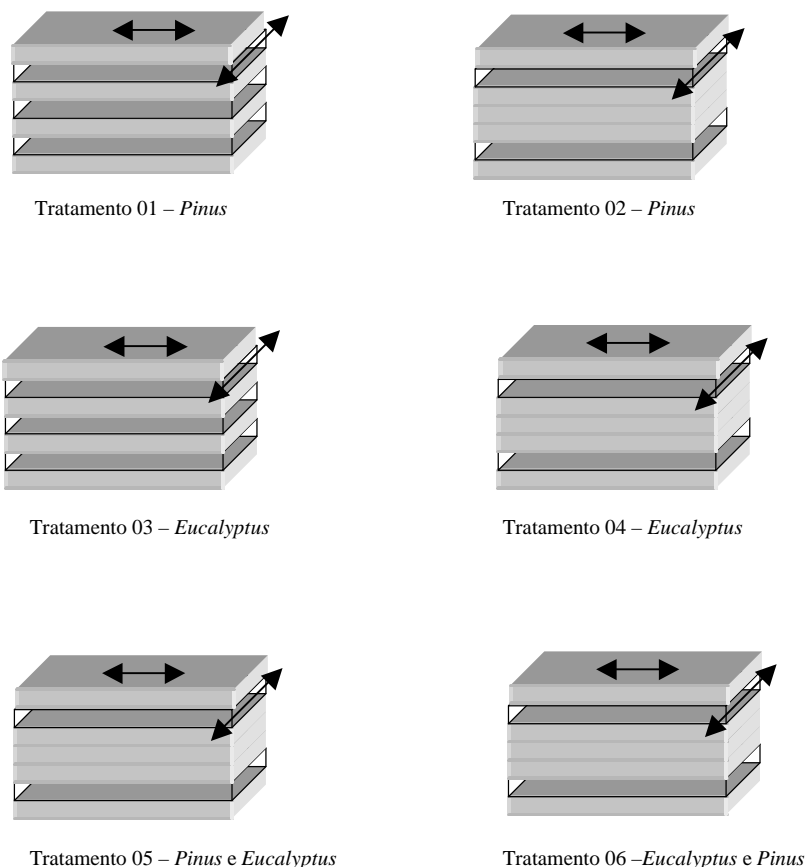 Tratamento 01 – Pinus
Tratamento 02 – Pinus
Tratamento 03 – Eucalyptus
Tratamento 04 – Eucalyptus
Tratamento 05 – Pinus e Eucalyptus
Tratamento 06 –Eucalyptus e Pinus